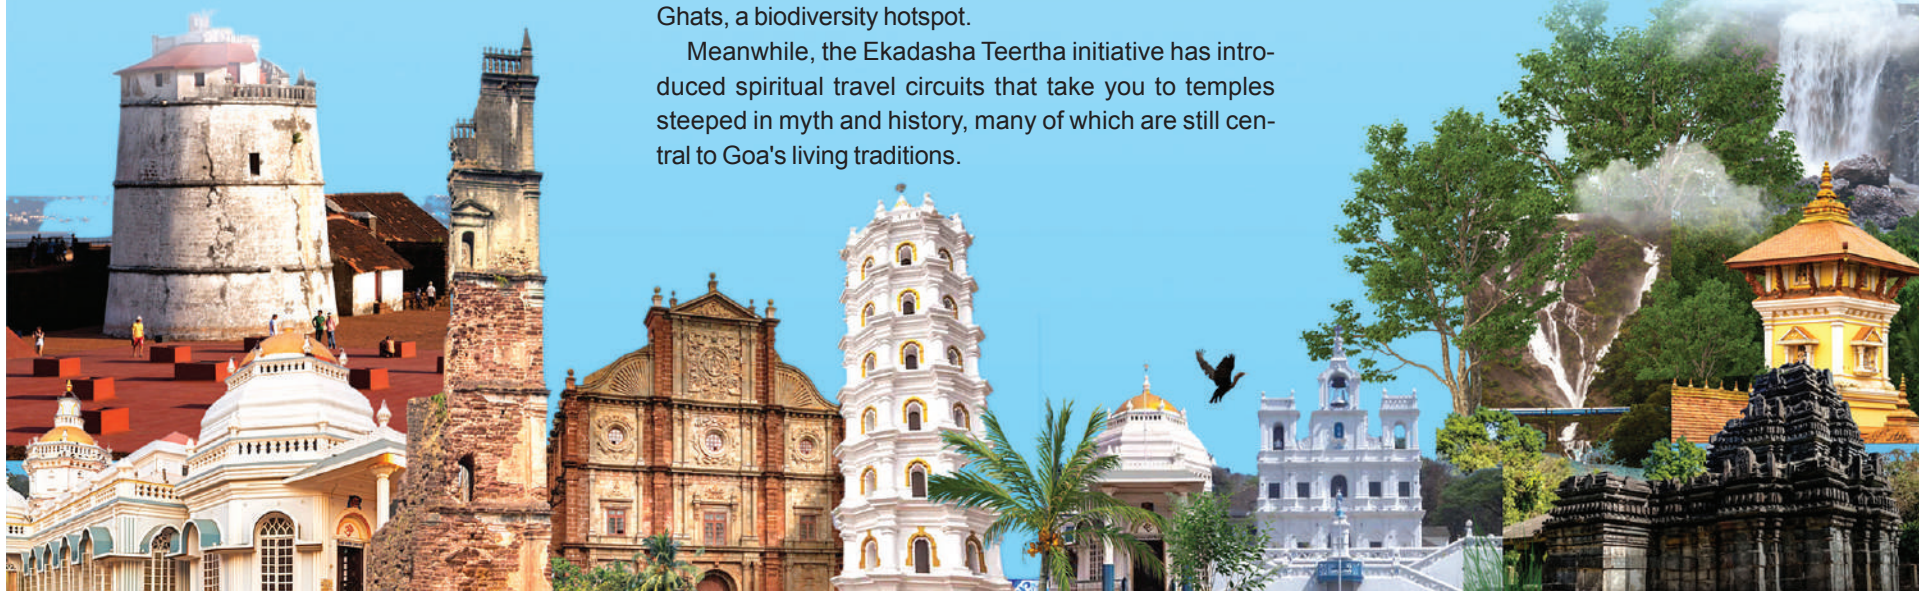 Ghats, a biodiversity hotspot.
Meanwhile, the Ekadasha Teertha initiative has intro-
duced spiritual travel circuits that take you to temples
steeped in myth and history, many of which are still cen-
tral to Goa's living traditions.